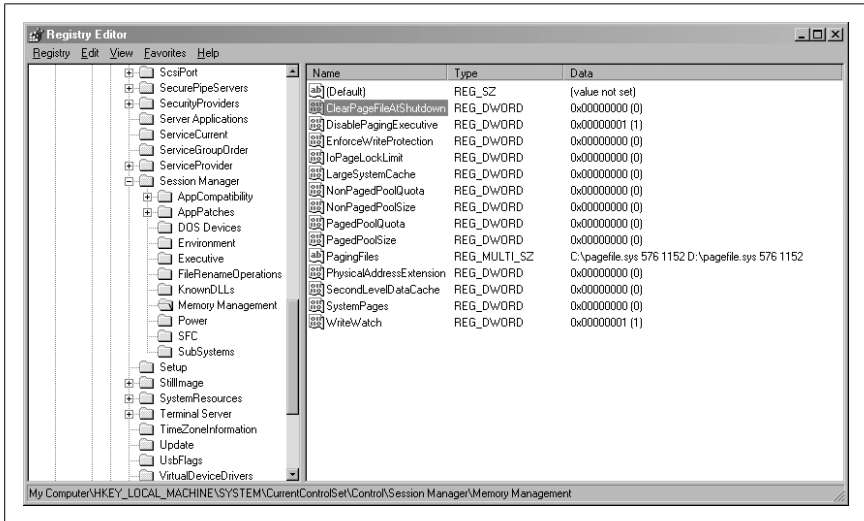 Registry Editor
Registry Edit View Favorites Help
ScsiPort
SecurePipeServers
SecurityProviders
Server Applications
ServiceCurrent
ServiceGroupOrder
ServiceProvider
Session Manager
AppCompatibility
AppPatches
DOS Devices
Environment
Executive
FileRenameOperations
KnownDLLs
Memory Management
Power
SFC
SubSystems
Setup
StillImage
SystemResources
Terminal Server
TimeZoneInformation
Update
UsbFlags
VirtualDeviceDrivers
Name Type Data
(Default) REG_SZ (value not set)
ClearPageFileAtShutdown REG_DWORD 0x00000000 (0)
DisablePagingExecutive REG_DWORD 0x00000001 (1)
EnforceWriteProtection REG_DWORD 0x00000000 (0)
IoPageLockLimit REG_DWORD 0x00000000 (0)
LargeSystemCache REG_DWORD 0x00000000 (0)
NonPagedPoolQuota REG_DWORD 0x00000000 (0)
NonPagedPoolSize REG_DWORD 0x00000000 (0)
PagedPoolQuota REG_DWORD 0x00000000 (0)
PagedPoolSize REG_DWORD 0x00000000 (0)
PagingFiles REG_MULTI_SZ C:\pagefile.sys 576 1152 D:\pagefile.sys 576 1152
PhysicalAddressExtension REG_DWORD 0x00000000 (0)
SecondLevelDataCache REG_DWORD 0x00000000 (0)
SystemPages REG_DWORD 0x00000000 (0)
WriteWatch REG_DWORD 0x00000001 (1)
My Computer\HKEY_LOCAL_MACHINE\SYSTEM\CurrentControlSet\Control\Session Manager\Memory Management